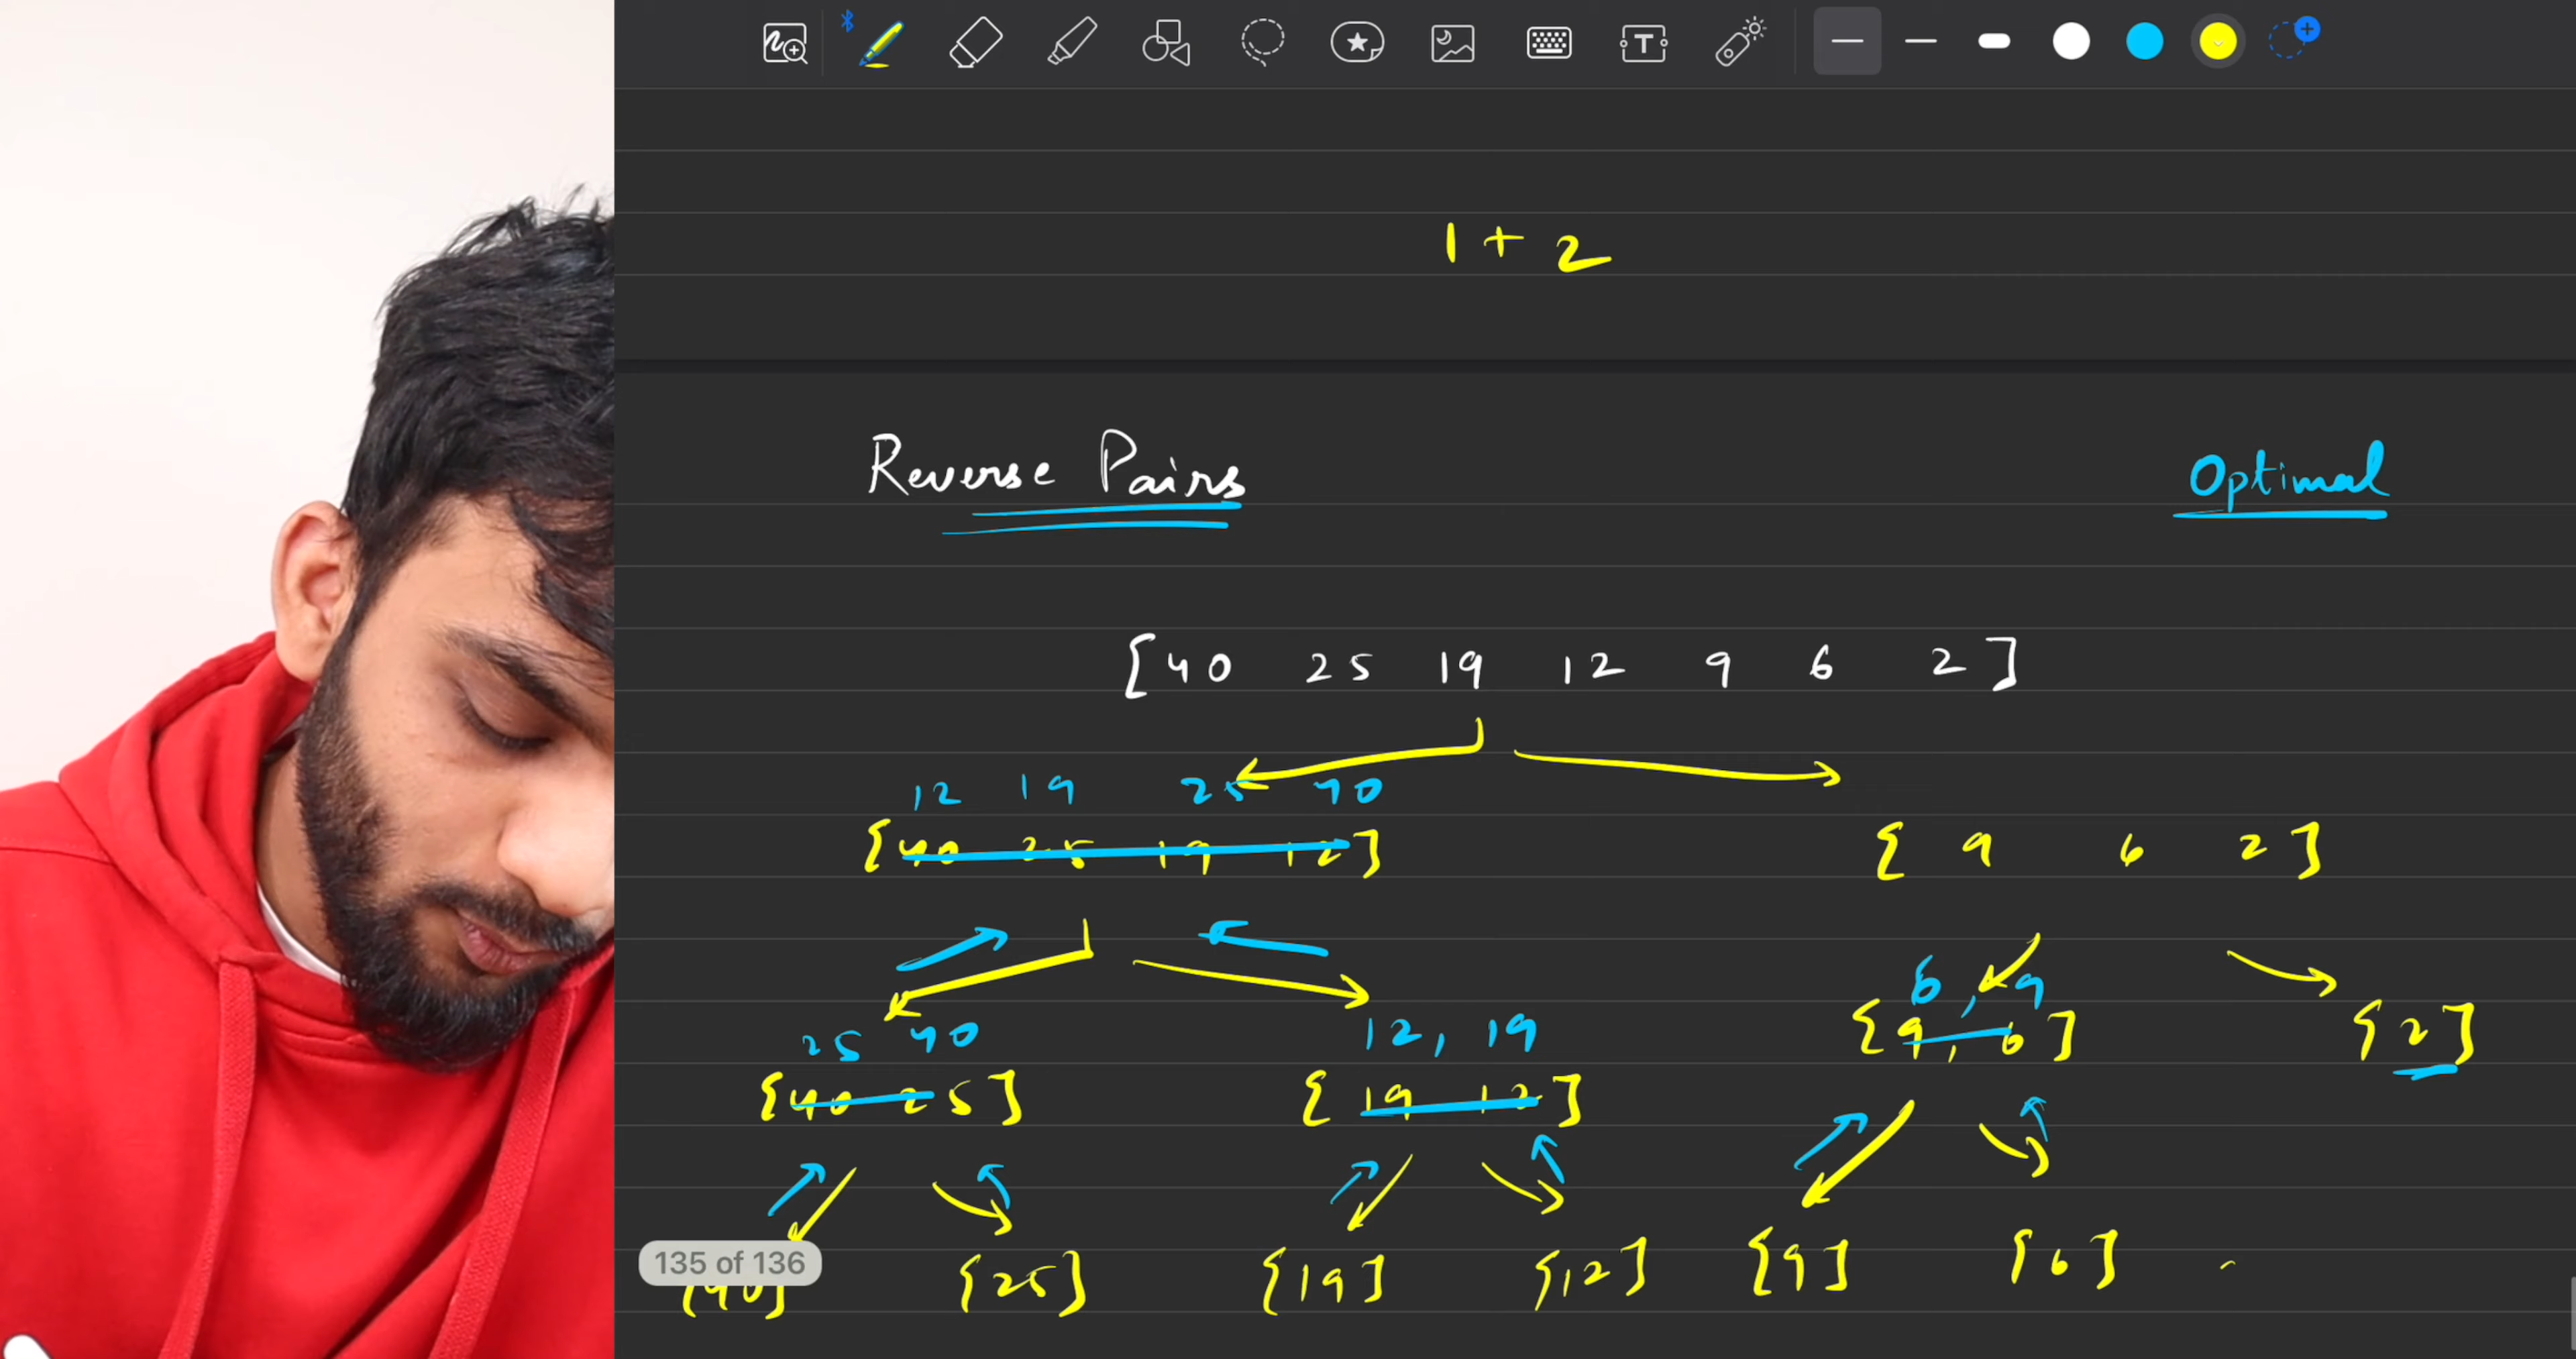 1 + 2
Reverse Pairs
Optimal
[40 25 19 12 9 6 2]
12 19 25 40
[40 25 19 12] [9 6 2]
6, 9
[9, 6] [2]
25 40 12, 19
[40 25] [19 12]
[40] [25] [19] [12] [9] [6]
135 of 136